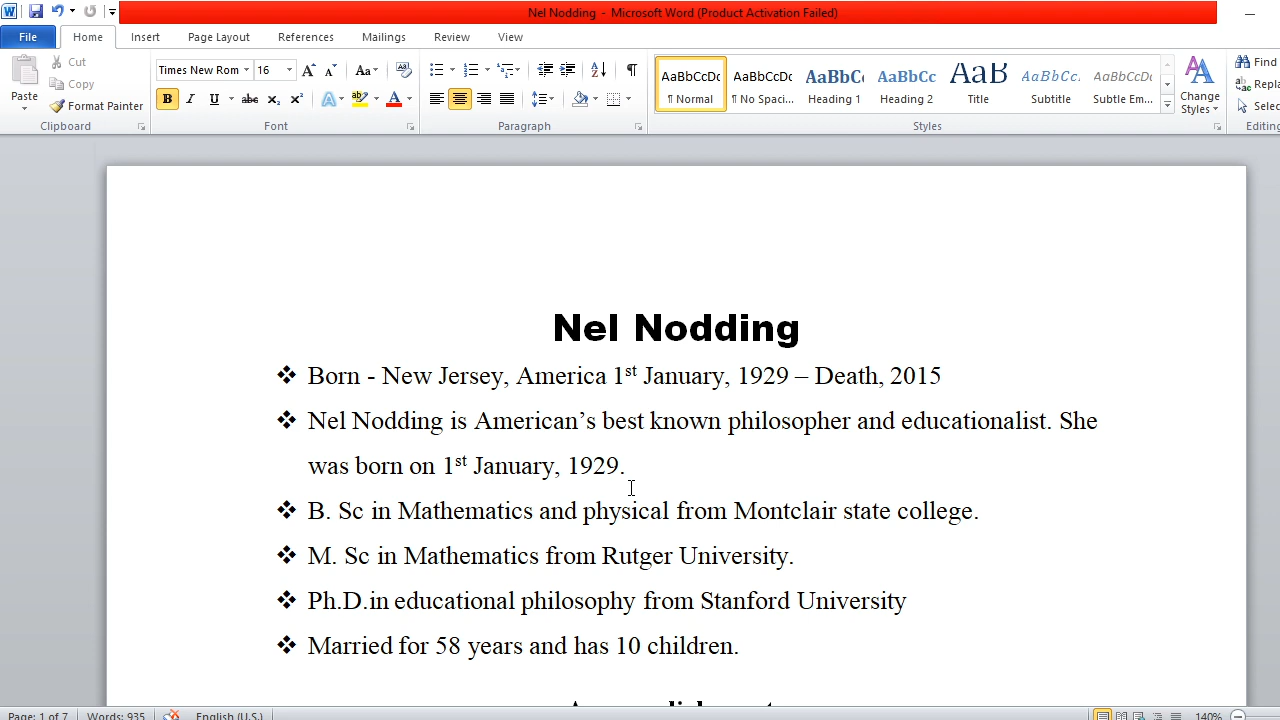 Nel Nodding - Microsoft Word (Product Activation Failed)
File Home Insert Page Layout References Mailings Review View
Paste
Cut
Copy
Format Painter
Clipboard
Times New Rom 16
Font
Paragraph
AaBbCcDc AaBbCcDc AaBbC AaBbCc AaB AaBbCc. AaBbCcDc
¶ Normal ¶ No Spaci... Heading 1 Heading 2 Title Subtitle Subtle Em...
Change Styles
Styles
Find
Repla
Selec
Editing
Nel Nodding
❖ Born - New Jersey, America 1st January, 1929 – Death, 2015
❖ Nel Nodding is American’s best known philosopher and educationalist. She
was born on 1st January, 1929.
❖ B. Sc in Mathematics and physical from Montclair state college.
❖ M. Sc in Mathematics from Rutger University.
❖ Ph.D.in educational philosophy from Stanford University
❖ Married for 58 years and has 10 children.
Page: 1 of 7 Words: 935 English (U.S.) 140%